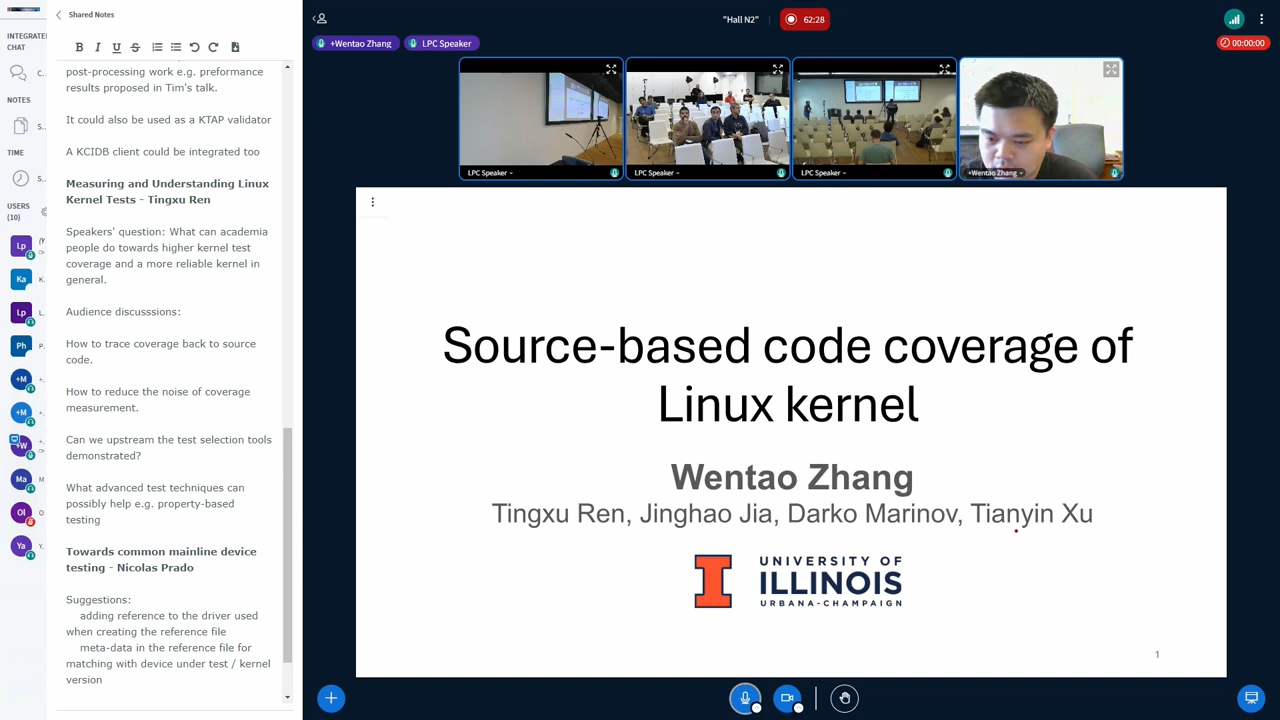 Shared Notes
INTEGRATE
CHAT
C..
NOTES
S..
TIME
S..
USERS
(10)
Lp
Ka
K.
Lp
L.
Ph
P.
+M
+.
+M
+.
+W
+.
Ma
M
Ol
O
Ya
Y.
B I U S
post-processing work e.g. preformance
results proposed in Tim's talk.
It could also be used as a KTAP validator
A KCIDB client could be integrated too
Measuring and Understanding Linux
Kernel Tests - Tingxu Ren
Speakers' question: What can academia
people do towards higher kernel test
coverage and a more reliable kernel in
general.
Audience discusssions:
How to trace coverage back to source
code.
How to reduce the noise of coverage
measurement.
Can we upstream the test selection tools
demonstrated?
What advanced test techniques can
possibly help e.g. property-based
testing
Towards common mainline device
testing - Nicolas Prado
Suggestions:
adding reference to the driver used
when creating the reference file
meta-data in the reference file for
matching with device under test / kernel
version
"Hall N2"
62:28
00:00:00
+Wentao Zhang
LPC Speaker
LPC Speaker
LPC Speaker
LPC Speaker
+Wentao Zhang
Source-based code coverage of
Linux kernel
Wentao Zhang
Tingxu Ren, Jinghao Jia, Darko Marinov, Tianyin Xu
UNIVERSITY OF
ILLINOIS
URBANA-CHAMPAIGN
1